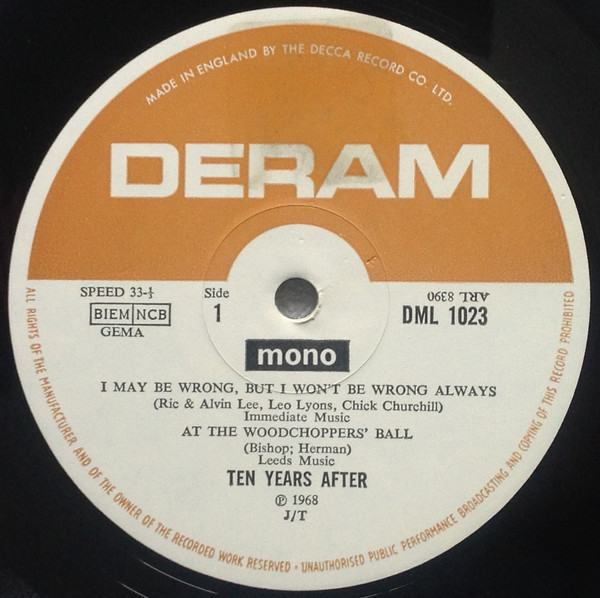 MADE IN ENGLAND BY THE DECCA RECORD CO. LTD.
DERAM
SPEED 33-⅓
BIEM NCB
GEMA
Side
1
ARL 8390
DML 1023
mono
I MAY BE WRONG, BUT I WON'T BE WRONG ALWAYS
(Ric & Alvin Lee, Leo Lyons, Chick Churchill)
Immediate Music
AT THE WOODCHOPPERS' BALL
(Bishop; Herman)
Leeds Music
TEN YEARS AFTER
℗ 1968
J/T
ALL RIGHTS OF THE MANUFACTURER AND OF THE OWNER OF THE RECORDED WORK RESERVED · UNAUTHORISED PUBLIC PERFORMANCE BROADCASTING AND COPYING OF THIS RECORD PROHIBITED